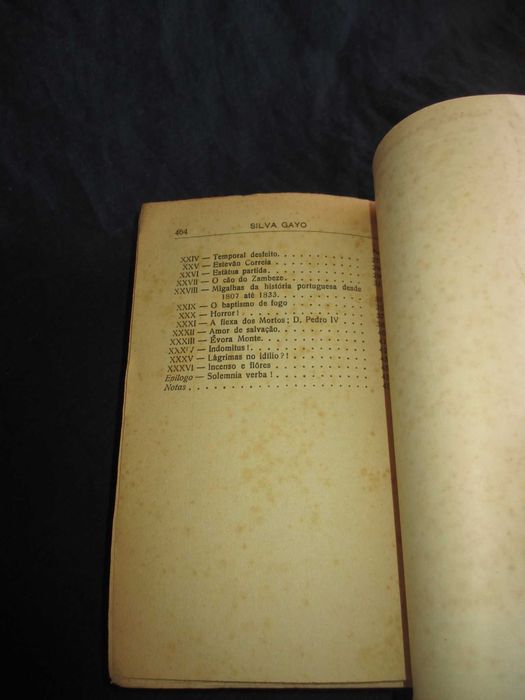 464 SILVA GAYO
XXIV — Temporal desfeito. . . . . . . . . . . .
XXV — Estevão Correia . . . . . . . . . . . .
XXVI — Estátua partida. . . . . . . . . . . . .
XXVII — O cão do Zambeze. . . . . . . . . . .
XXVIII — Migalhas da história portuguesa desde
1807 até 1833. . . . . . . . . . . .
XXIX — O baptismo de fogo . . . . . . . . . .
XXX — Horror! . . . . . . . . . . . . . . . .
XXXI — A flexa dos Mortos; D. Pedro IV . . . .
XXXII — Amor de salvação. . . . . . . . . . . .
XXXIII — Évora Monte. . . . . . . . . . . . . .
XXXIV — Indomitus!. . . . . . . . . . . . . . .
XXXV — Lágrimas no idílio?! . . . . . . . . . .
XXXVI — Incenso e flôres . . . . . . . . . . .
Epilogo — Solemnia verba! . . . . . . . . . . .
Notas . . . . . . . . . . . . . . . . . . . .